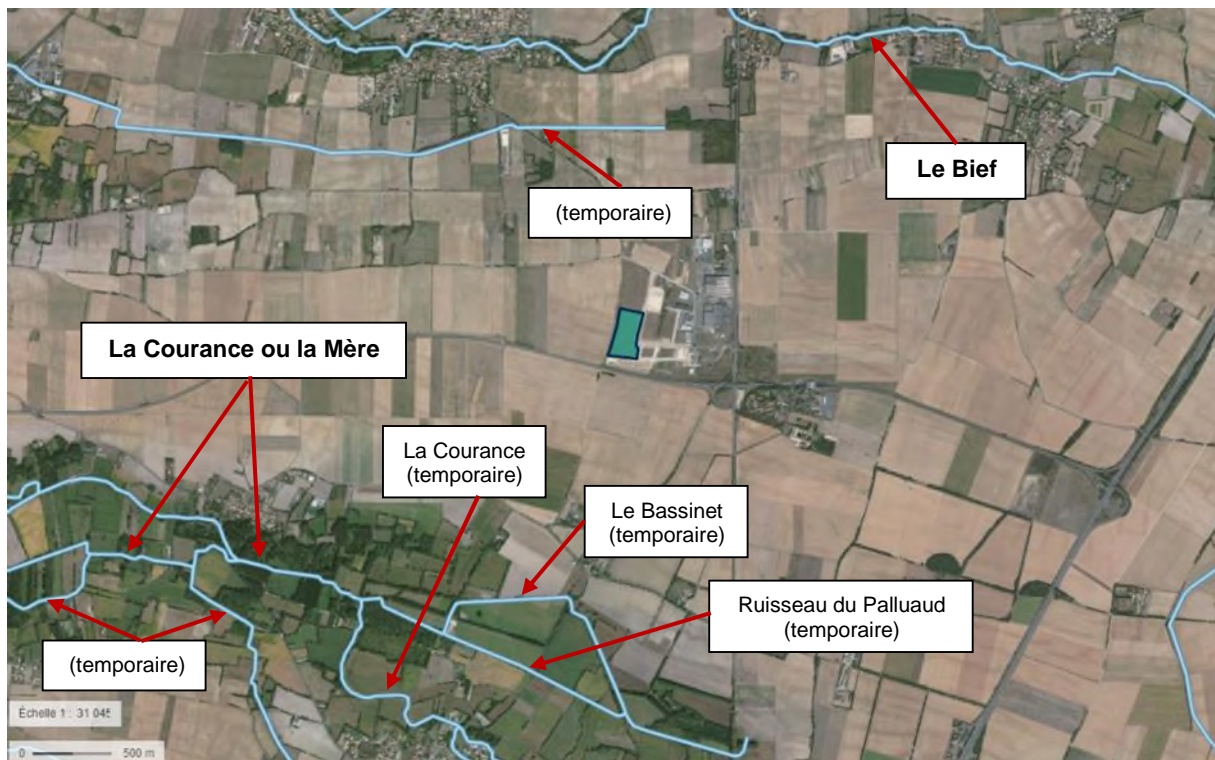 Le Bief
(temporaire)
La Courance ou la Mère
La Courance
(temporaire)
Le Bassinet
(temporaire)
Ruisseau du Palluaud
(temporaire)
(temporaire)
Échelle 1 : 31 045
0 500 m